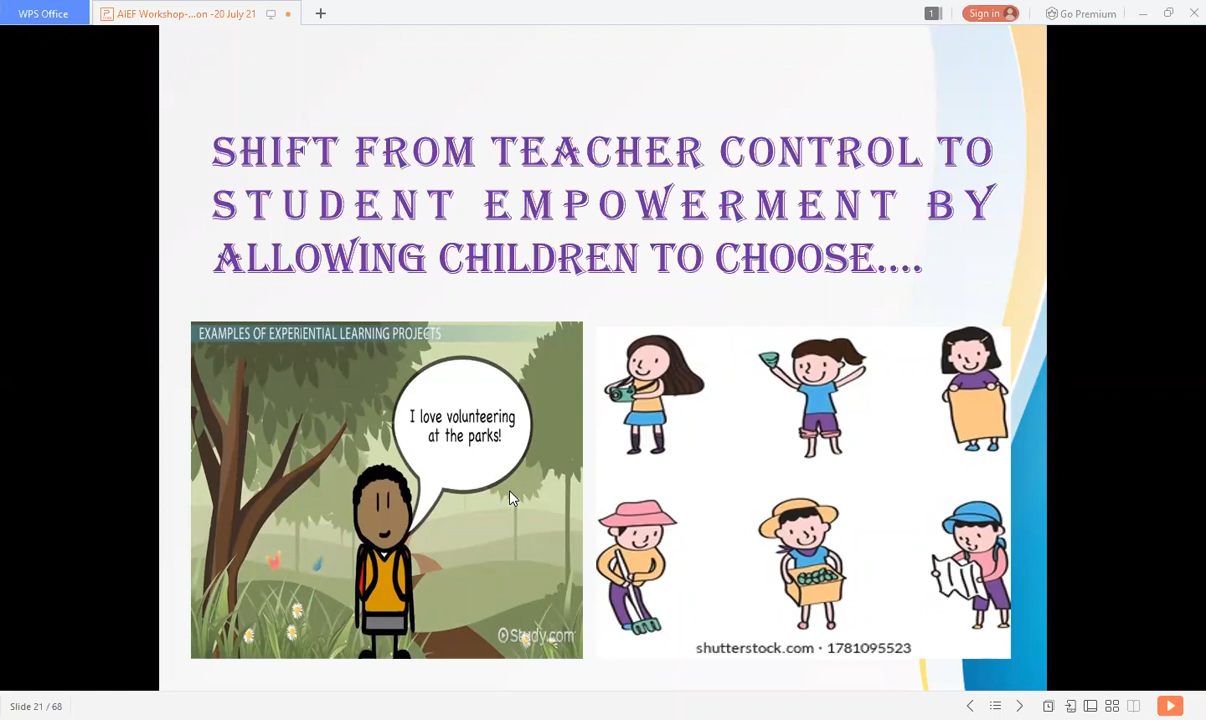 WPS Office
AIEF Workshop-...on -20 July 21
1
Sign in
Go Premium
SHIFT FROM TEACHER CONTROL TO
STUDENT EMPOWERMENT BY
ALLOWING CHILDREN TO CHOOSE....
EXAMPLES OF EXPERIENTIAL LEARNING PROJECTS
I love volunteering
at the parks!
Study.com
shutterstock.com · 1781095523
Slide 21 / 68